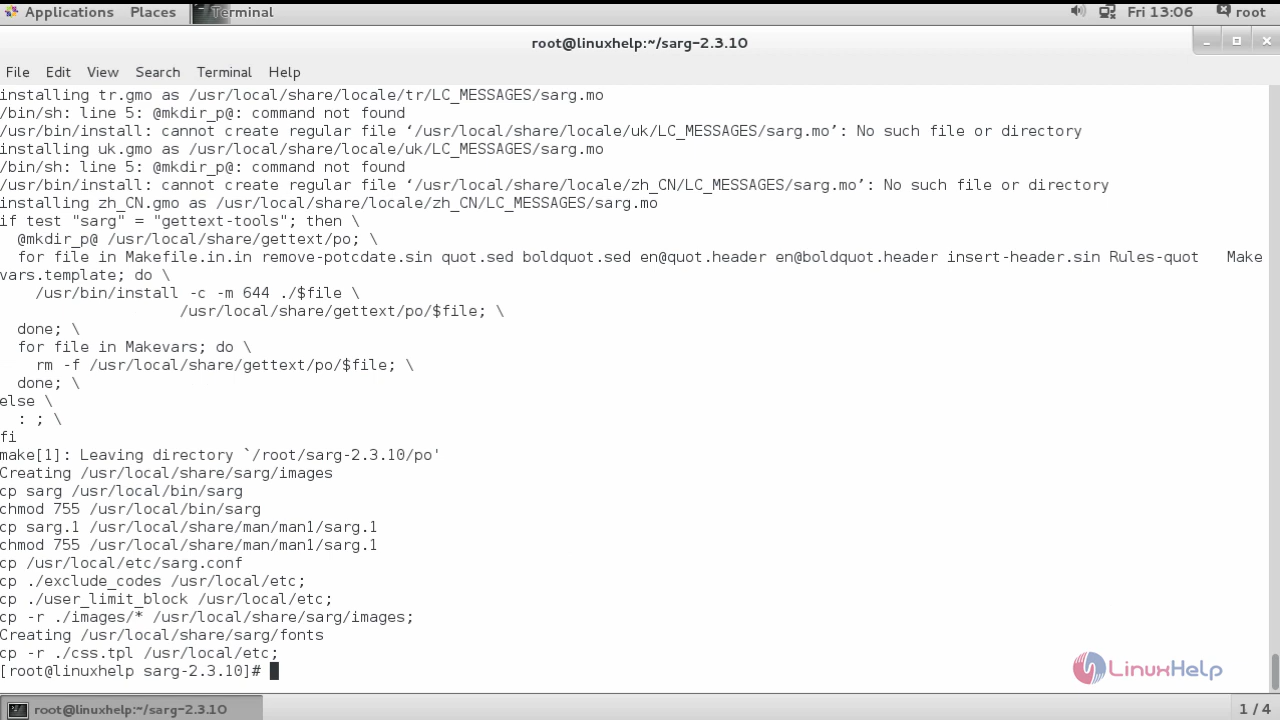 Applications Places Terminal Fri 13:06 root
root@linuxhelp:~/sarg-2.3.10
File Edit View Search Terminal Help
installing tr.gmo as /usr/local/share/locale/tr/LC_MESSAGES/sarg.mo
/bin/sh: line 5: @mkdir_p@: command not found
/usr/bin/install: cannot create regular file ‘/usr/local/share/locale/uk/LC_MESSAGES/sarg.mo’: No such file or directory
installing uk.gmo as /usr/local/share/locale/uk/LC_MESSAGES/sarg.mo
/bin/sh: line 5: @mkdir_p@: command not found
/usr/bin/install: cannot create regular file ‘/usr/local/share/locale/zh_CN/LC_MESSAGES/sarg.mo’: No such file or directory
installing zh_CN.gmo as /usr/local/share/locale/zh_CN/LC_MESSAGES/sarg.mo
if test "sarg" = "gettext-tools"; then \
  @mkdir_p@ /usr/local/share/gettext/po; \
  for file in Makefile.in.in remove-potcdate.sin quot.sed boldquot.sed en@quot.header en@boldquot.header insert-header.sin Rules-quot   Make
vars.template; do \
    /usr/bin/install -c -m 644 ./$file \
                    /usr/local/share/gettext/po/$file; \
  done; \
  for file in Makevars; do \
    rm -f /usr/local/share/gettext/po/$file; \
  done; \
else \
  : ; \
fi
make[1]: Leaving directory `/root/sarg-2.3.10/po'
Creating /usr/local/share/sarg/images
cp sarg /usr/local/bin/sarg
chmod 755 /usr/local/bin/sarg
cp sarg.1 /usr/local/share/man/man1/sarg.1
chmod 755 /usr/local/share/man/man1/sarg.1
cp /usr/local/etc/sarg.conf
cp ./exclude_codes /usr/local/etc;
cp ./user_limit_block /usr/local/etc;
cp -r ./images/* /usr/local/share/sarg/images;
Creating /usr/local/share/sarg/fonts
cp -r ./css.tpl /usr/local/etc;
[root@linuxhelp sarg-2.3.10]#
LinuxHelp
root@linuxhelp:~/sarg-2.3.10 1 / 4